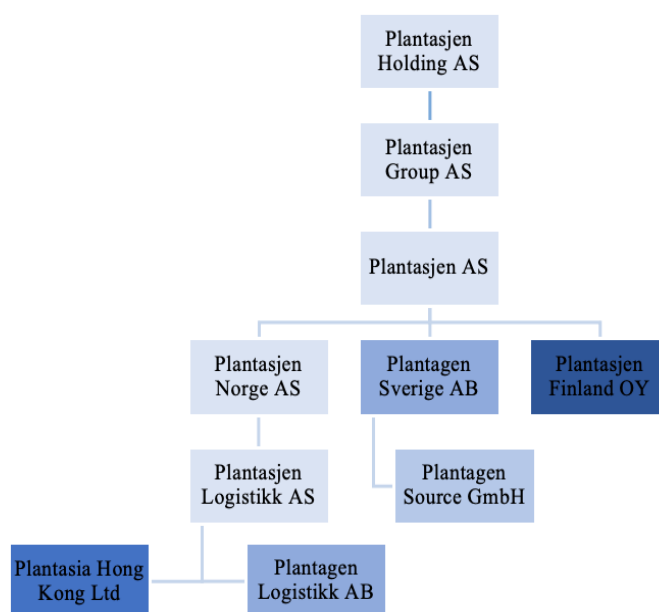 Plantasjen
Holding AS
Plantasjen
Group AS
Plantasjen AS
Plantasjen
Norge AS
Plantagen
Sverige AB
Plantasjen
Finland OY
Plantasjen
Logistikk AS
Plantagen
Source GmbH
Plantasia Hong
Kong Ltd
Plantagen
Logistikk AB